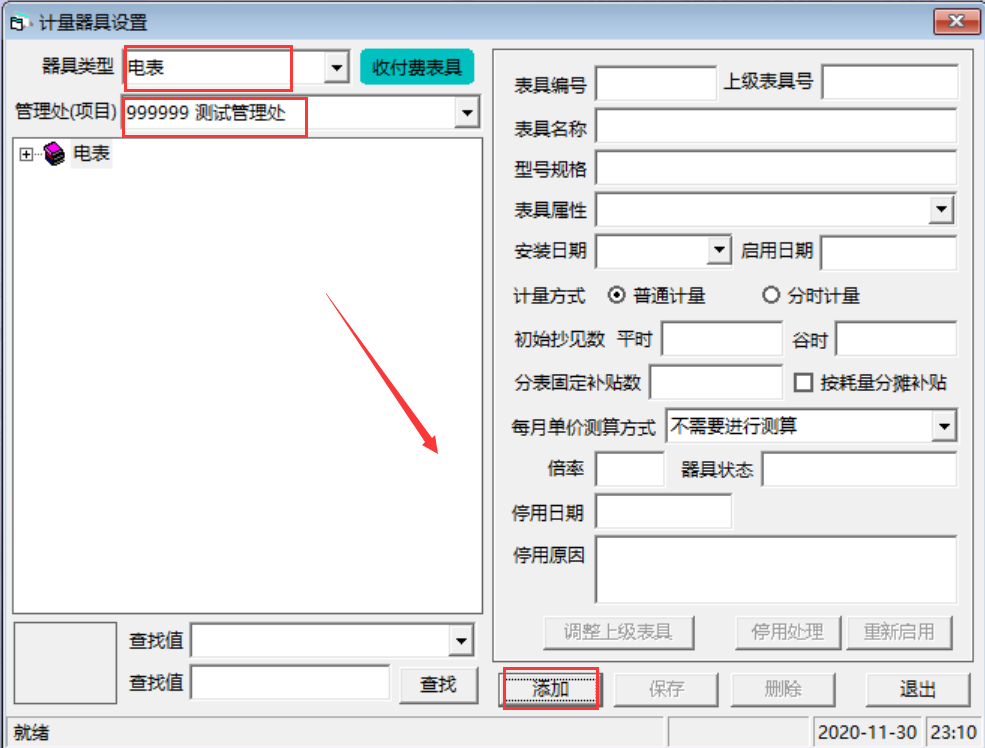 计量器具设置
器具类型 电表 收付费表具
管理处(项目) 999999 测试管理处
电表
表具编号 上级表具号
表具名称
型号规格
表具属性
安装日期 启用日期
计量方式 普通计量 分时计量
初始抄见数 平时 谷时
分表固定补贴数 按耗量分摊补贴
每月单价测算方式 不需要进行测算
倍率 器具状态
停用日期
停用原因
调整上级表具 停用处理 重新启用
查找值
查找值 查找
添加 保存 删除 退出
就绪 2020-11-30 23:10